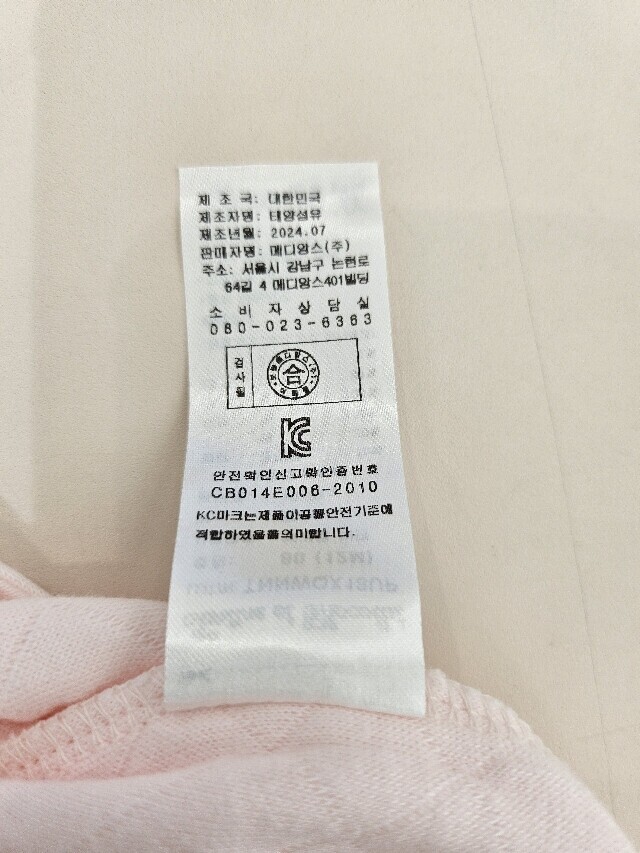 제 조 국: 대한민국
제조자명: 태양섬유
제조년월: 2024.07
판매자명: 메디앙스(주)
주소: 서울시 강남구 논현로
64길 4 메디앙스401빌딩
소 비 자 상 담 실
080-023-6363
검사필
合
안전확인신고확인증번호
CB014E006-2010
KC마크는제품이공통안전기준에
적합하였음을의미합니다.
80 (12M)